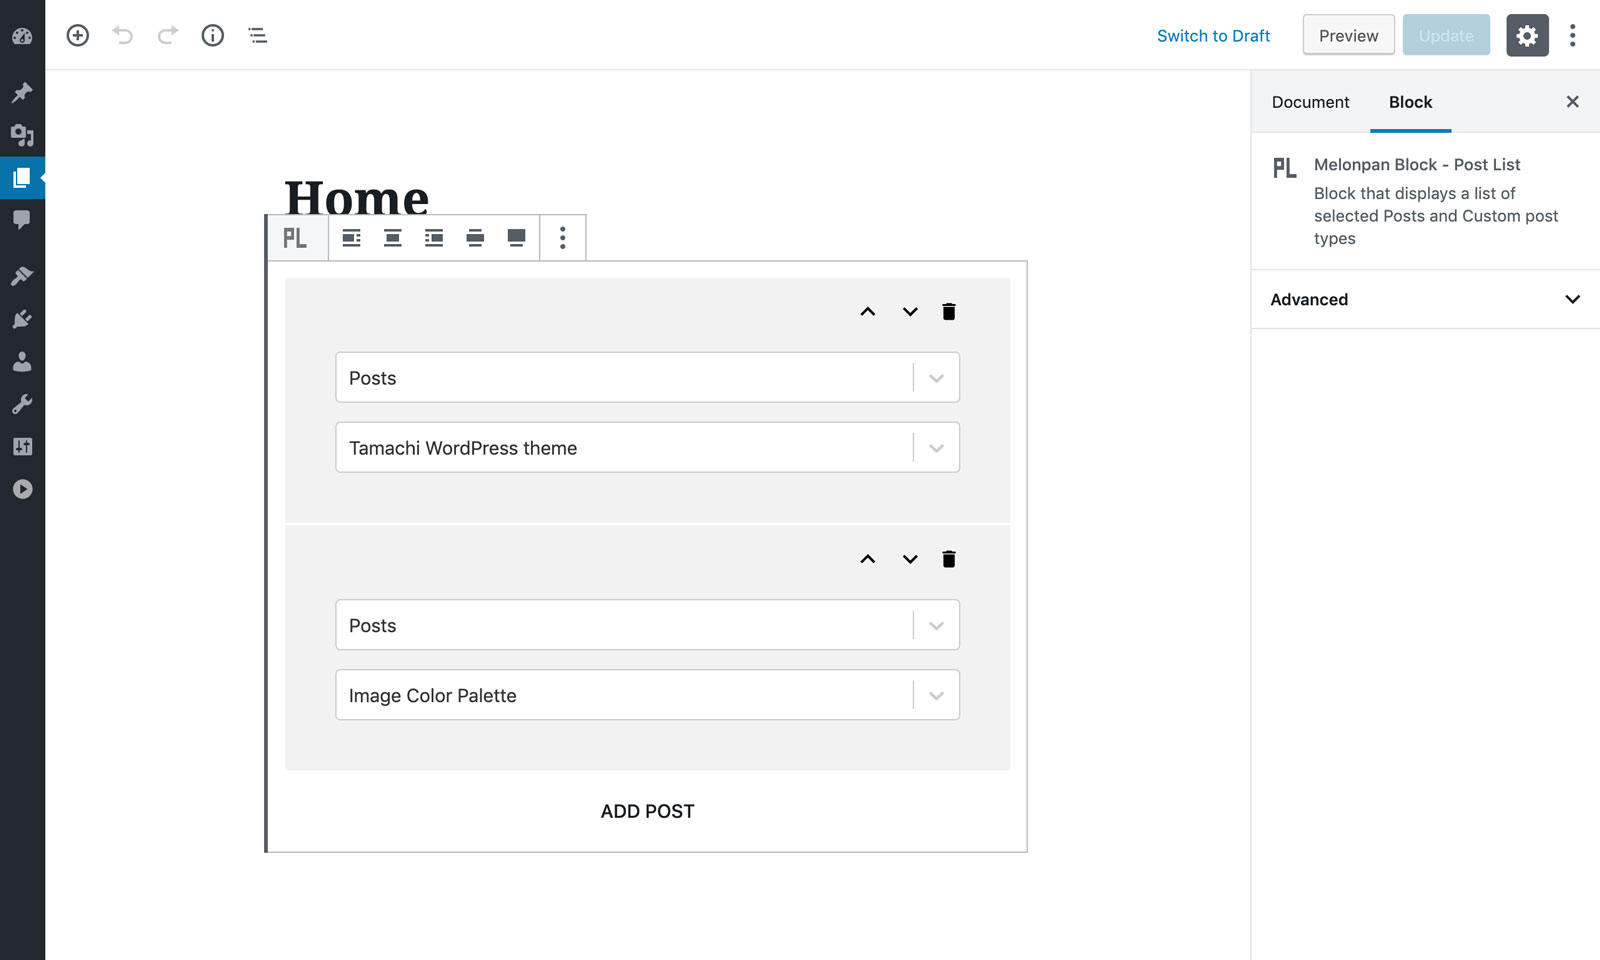 Switch to Draft
Preview
Update
Document
Block
PL
Melonpan Block - Post List
Block that displays a list of
selected Posts and Custom post
types
Advanced
Home
PL
Posts
Tamachi WordPress theme
Posts
Image Color Palette
ADD POST